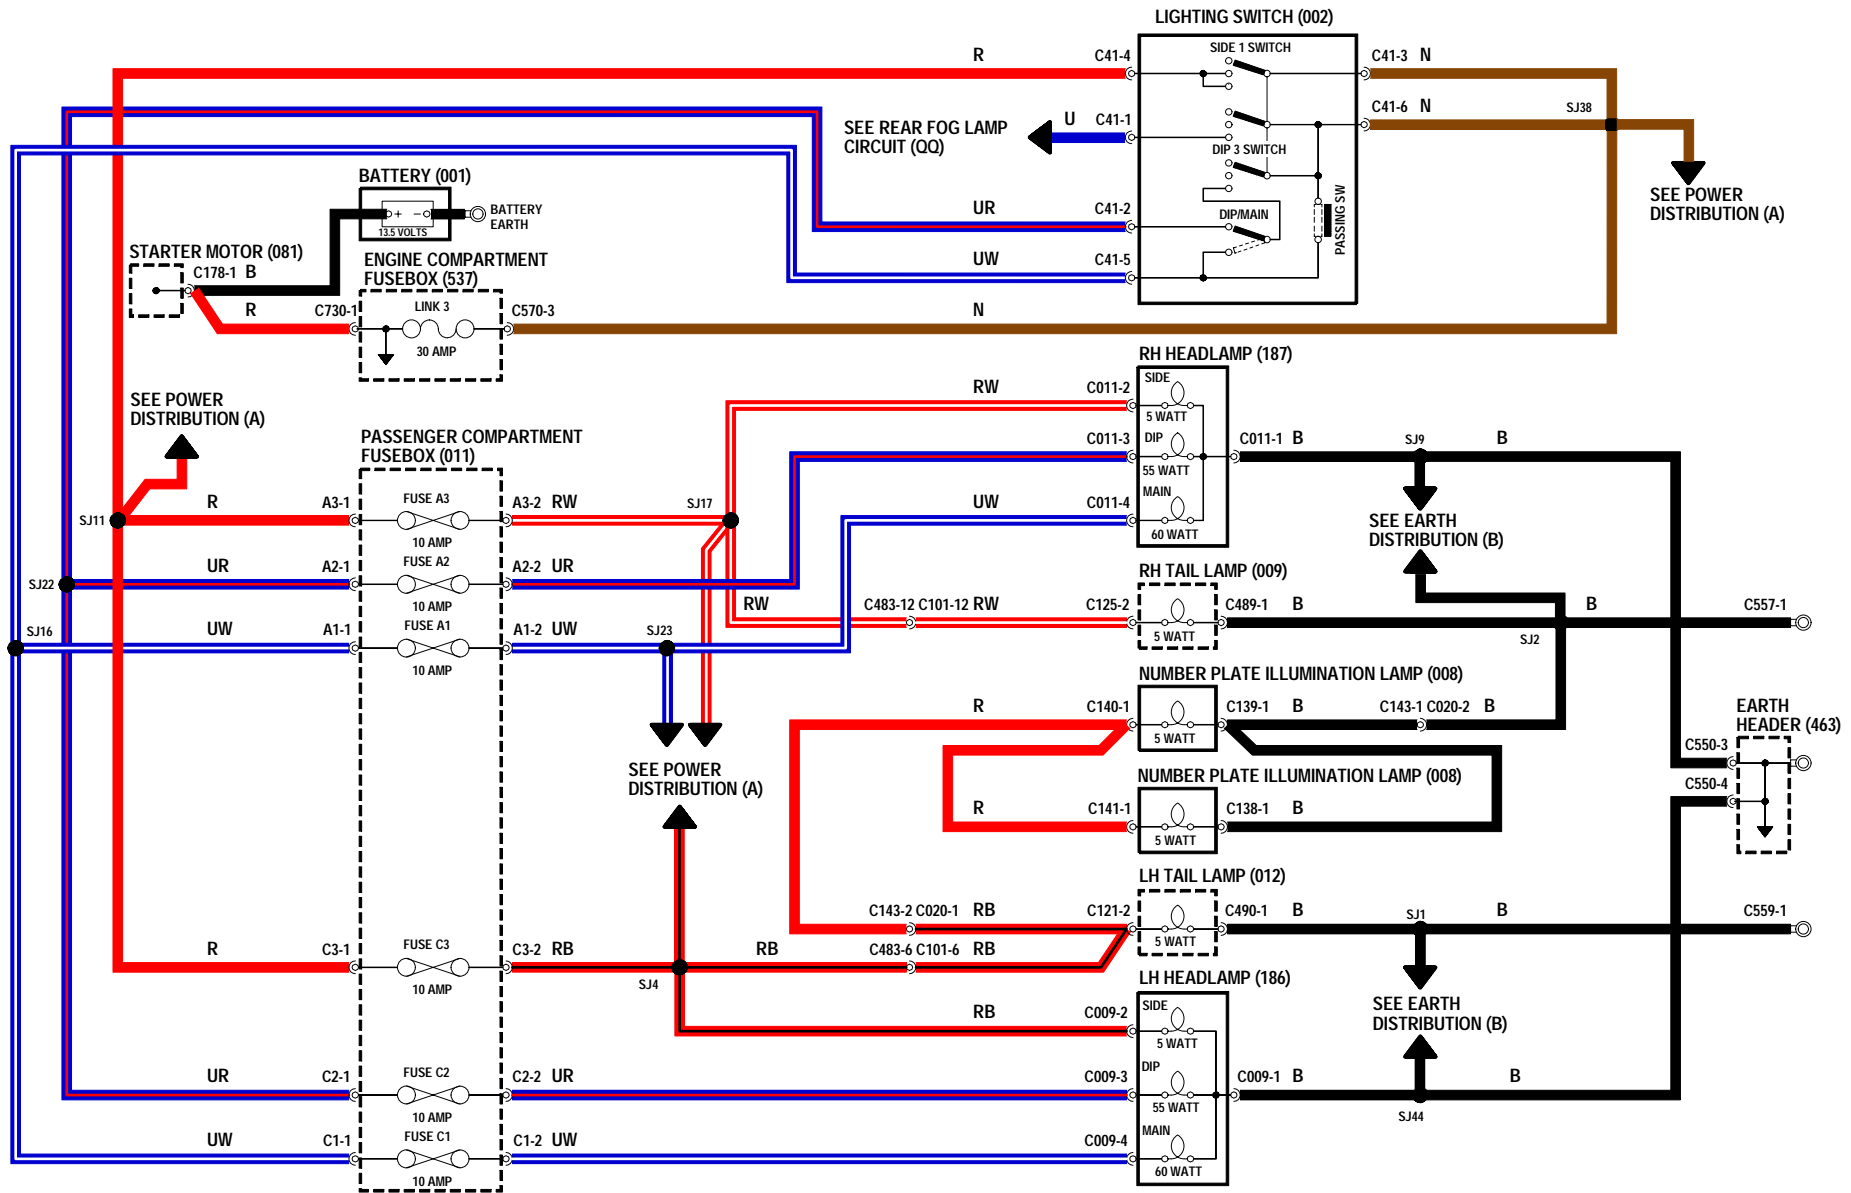 LIGHTING SWITCH (002)
SIDE 1 SWITCH
R
C41-4
C41-3 N
C41-6 N
SJ38
U
C41-1
SEE REAR FOG LAMP
CIRCUIT (QQ)
DIP 3 SWITCH
BATTERY (001)
+ -
13.5 VOLTS
BATTERY
EARTH
UR
C41-2
DIP/MAIN
PASSING SW
SEE POWER
DISTRIBUTION (A)
STARTER MOTOR (081)
C178-1 B
ENGINE COMPARTMENT
FUSEBOX (537)
UW
C41-5
R
C730-1
LINK 3
30 AMP
C570-3
N
RH HEADLAMP (187)
SEE POWER
DISTRIBUTION (A)
RW
C011-2
SIDE
5 WATT
PASSENGER COMPARTMENT
FUSEBOX (011)
C011-3
DIP
55 WATT
C011-1 B
SJ9
B
UW
C011-4
MAIN
60 WATT
SJ11
R
A3-1
FUSE A3
10 AMP
A3-2 RW
SJ17
SEE EARTH
DISTRIBUTION (B)
SJ22
UR
A2-1
FUSE A2
10 AMP
A2-2 UR
RH TAIL LAMP (009)
RW
C483-12 C101-12 RW
C125-2
5 WATT
C489-1 B
B
C557-1
SJ2
SJ16
UW
A1-1
FUSE A1
10 AMP
A1-2 UW
SJ23
NUMBER PLATE ILLUMINATION LAMP (008)
R
C140-1
5 WATT
C139-1 B
C143-1 C020-2 B
EARTH
HEADER (463)
C550-3
C550-4
SEE POWER
DISTRIBUTION (A)
NUMBER PLATE ILLUMINATION LAMP (008)
R
C141-1
5 WATT
C138-1 B
LH TAIL LAMP (012)
C143-2 C020-1 RB
C121-2
5 WATT
C490-1 B
SJ1
B
C559-1
R
C3-1
FUSE C3
10 AMP
C3-2 RB
SJ4
RB
C483-6 C101-6 RB
LH HEADLAMP (186)
RB
C009-2
SIDE
5 WATT
SEE EARTH
DISTRIBUTION (B)
UR
C2-1
FUSE C2
10 AMP
C2-2 UR
C009-3
DIP
55 WATT
C009-1 B
SJ44
B
UW
C1-1
FUSE C1
10 AMP
C1-2 UW
C009-4
MAIN
60 WATT